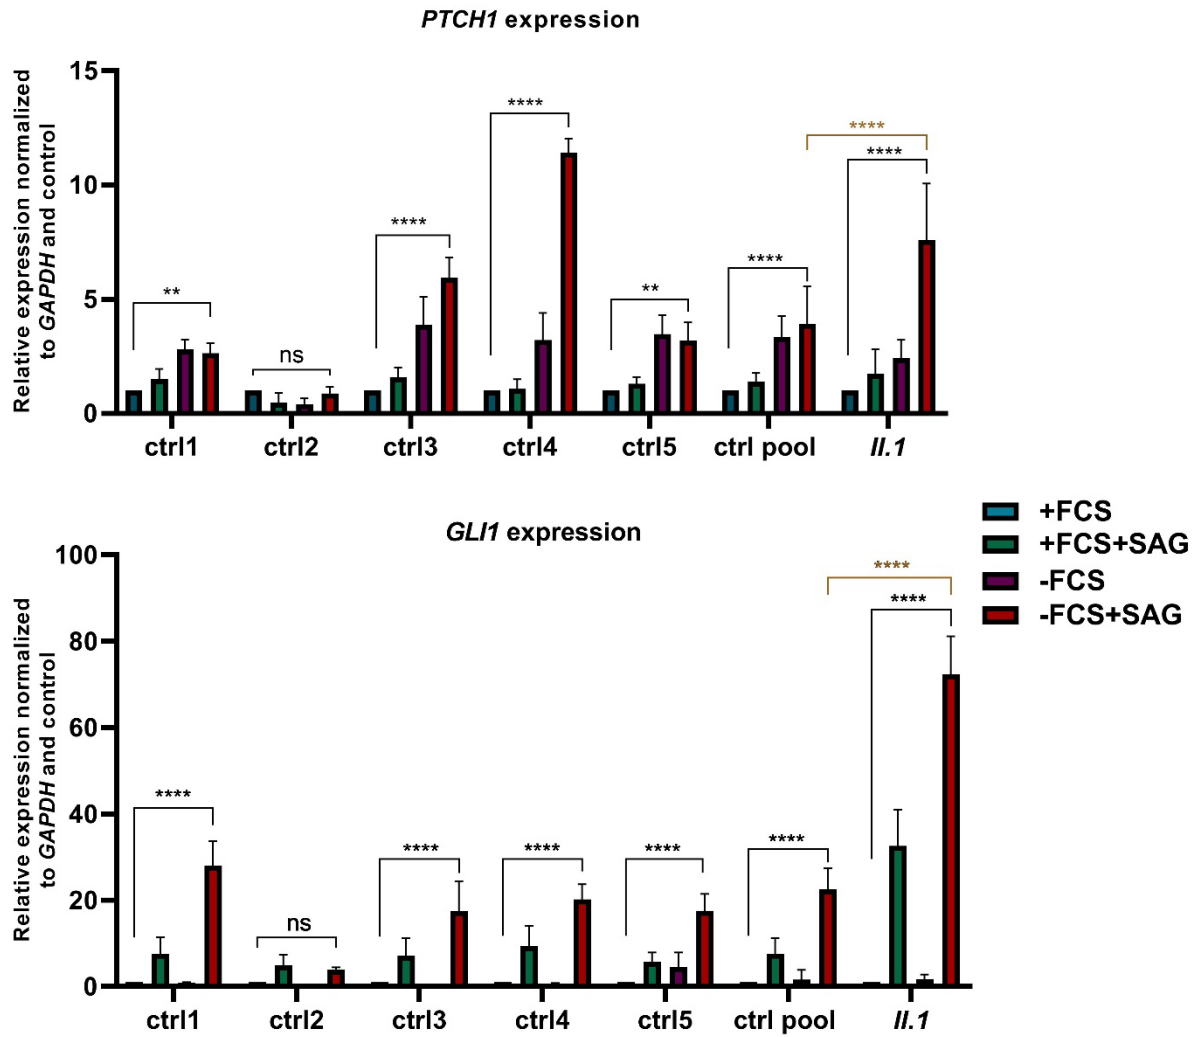 PTCH1 expression
Relative expression normalized
to GAPDH and control
15
10
5
0
**
ns
****
****
**
****
****
****
ctrl1
ctrl2
ctrl3
ctrl4
ctrl5
ctrl pool
II.1
GLI1 expression
Relative expression normalized
to GAPDH and control
100
80
60
40
20
0
****
ns
****
****
****
****
****
****
ctrl1
ctrl2
ctrl3
ctrl4
ctrl5
ctrl pool
II.1
+FCS
+FCS+SAG
-FCS
-FCS+SAG